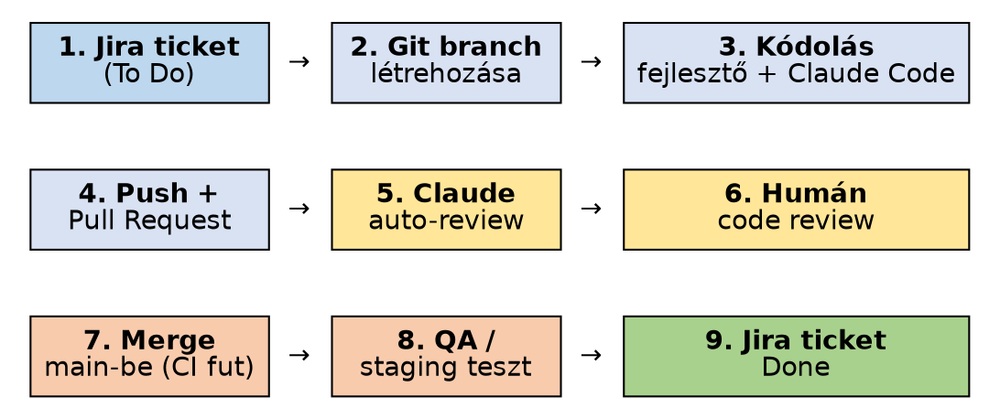 1. Jira ticket
(To Do)
→
2. Git branch
létrehozása
→
3. Kódolás
fejlesztő + Claude Code
4. Push +
Pull Request
→
5. Claude
auto-review
→
6. Humán
code review
7. Merge
main-be (CI fut)
→
8. QA /
staging teszt
→
9. Jira ticket
Done